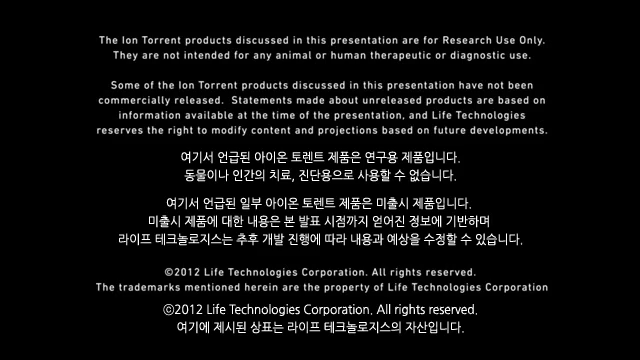 The Ion Torrent products discussed in this presentation are for Research Use Only.
They are not intended for any animal or human therapeutic or diagnostic use.
Some of the Ion Torrent products discussed in this presentation have not been
commercially released. Statements made about unreleased products are based on
information available at the time of the presentation, and Life Technologies
reserves the right to modify content and projections based on future developments.
여기서 언급된 아이온 토렌트 제품은 연구용 제품입니다.
동물이나 인간의 치료, 진단용으로 사용할 수 없습니다.
여기서 언급된 일부 아이온 토렌트 제품은 미출시 제품입니다.
미출시 제품에 대한 내용은 본 발표 시점까지 얻어진 정보에 기반하며
라이프 테크놀로지스는 추후 개발 진행에 따라 내용과 예상을 수정할 수 있습니다.
©2012 Life Technologies Corporation. All rights reserved.
The trademarks mentioned herein are the property of Life Technologies Corporation
©2012 Life Technologies Corporation. All rights reserved.
여기에 제시된 상표는 라이프 테크놀로지스의 자산입니다.